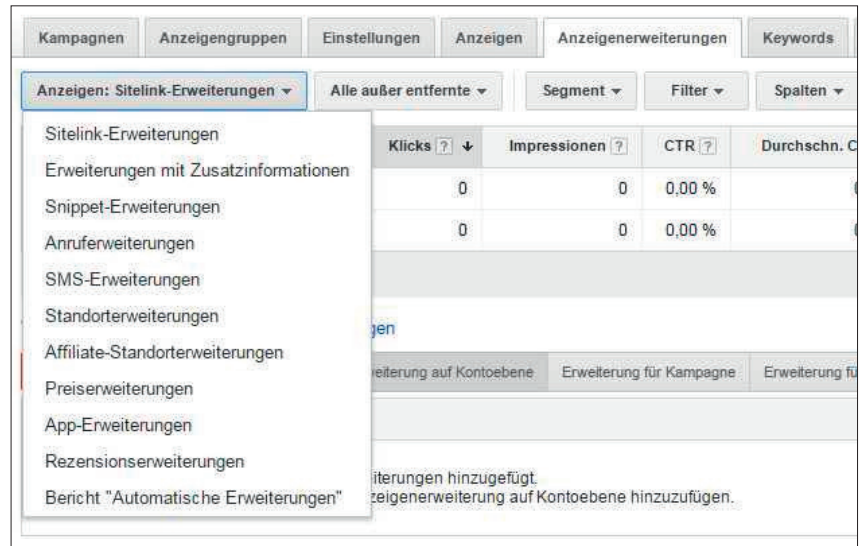 Kampagnen Anzeigengruppen Einstellungen Anzeigen Anzeigenerweiterungen Keywords
Anzeigen: Sitelink-Erweiterungen Alle außer entfernte Segment Filter Spalten
Klicks ? Impressionen ? CTR ? Durchschn. C
0 0 0,00 %
0 0 0,00 %
Sitelink-Erweiterungen
Erweiterungen mit Zusatzinformationen
Snippet-Erweiterungen
Anruferweiterungen
SMS-Erweiterungen
Standorterweiterungen
Affiliate-Standorterweiterungen
Preiserweiterungen
App-Erweiterungen
Rezensionserweiterungen
Bericht "Automatische Erweiterungen"
gen
eiterung auf Kontoebene Erweiterung für Kampagne Erweiterung fü
iterungen hinzugefügt.
zeigenerweiterung auf Kontoebene hinzuzufügen.